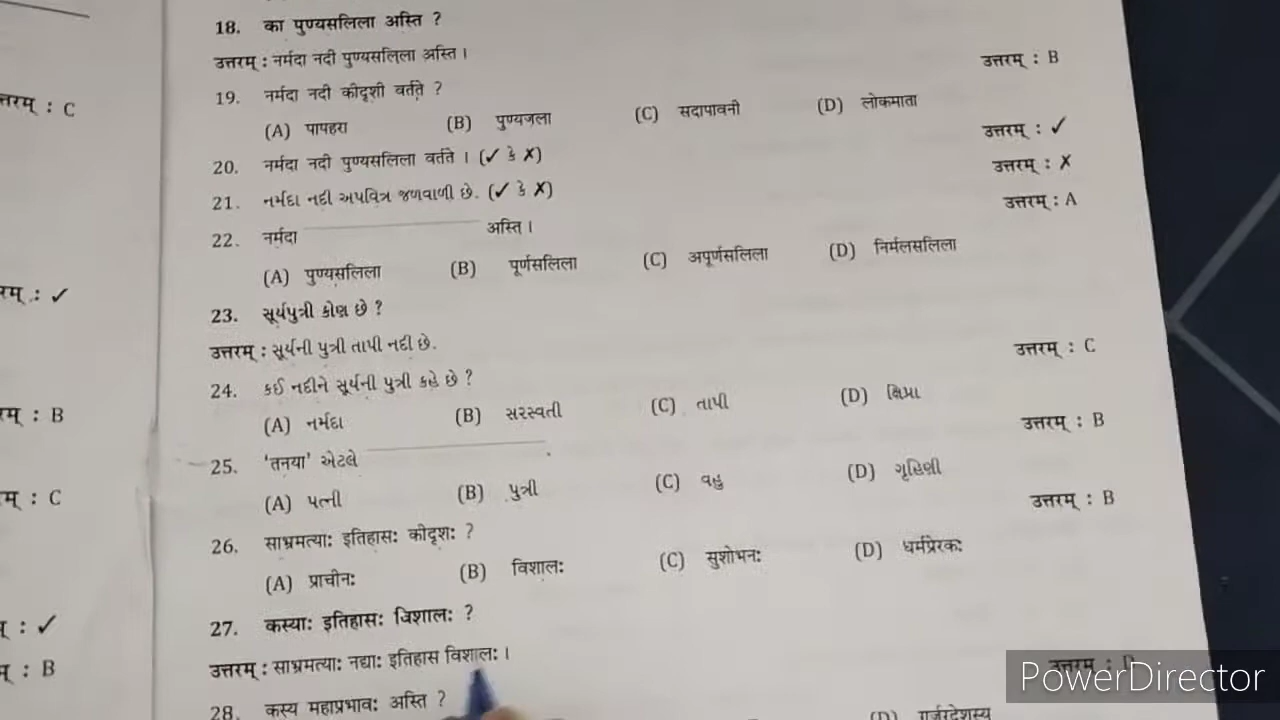 18. का पुण्यसलिला अस्ति ?
उत्तरम् : नर्मदा नदी पुण्यसलिला अस्ति ।
19. नर्मदा नदी कीदृशी वर्तते ?
उत्तरम् : B
(A) पापहरा (B) पुण्यजला (C) सदापावनी (D) लोकमाता
20. नर्मदा नदी पुण्यसलिला वर्तते । (✓ के ✗)
उत्तरम् : ✓
21. નર્મદા નદી અપવિત્ર જળવાળી છે. (✓ કે ✗)
उत्तरम् : ✗
22. नर्मदा ____________ अस्ति ।
उत्तरम् : A
(A) पुण्यसलिला (B) पूर्णसलिला (C) अपूर्णसलिला (D) निर्मलसलिला
23. સૂર્યપુત્રી કોણ છે ?
उत्तरम् : સૂર્યની પુત્રી તાપી નદી છે.
24. કઈ નદીને સૂર્યની પુત્રી કહે છે ?
उत्तरम् : C
(A) નર્મદા (B) સરસ્વતી (C) તાપી (D) ક્ષિપ્રા
25. 'तनया' એટલે ____________ .
उत्तरम् : B
(A) પત્ની (B) પુત્રી (C) વહુ (D) ગૃહિણી
26. साभ्रमत्याः इतिहासः कीदृशः ?
उत्तरम् : B
(A) प्राचीनः (B) विशालः (C) सुशोभनः (D) धर्मप्रेरकः
27. कस्याः इतिहासः विशालः ?
उत्तरम् : साभ्रमत्याः नद्याः इतिहास विशालः ।
28. कस्य महाप्रभावः अस्ति ?
उत्तरम् :
(D) गुर्जरदेशस्य
त्तरम् : C
रम् : ✓
रम् : B
म् : C
: ✓
: B
PowerDirector